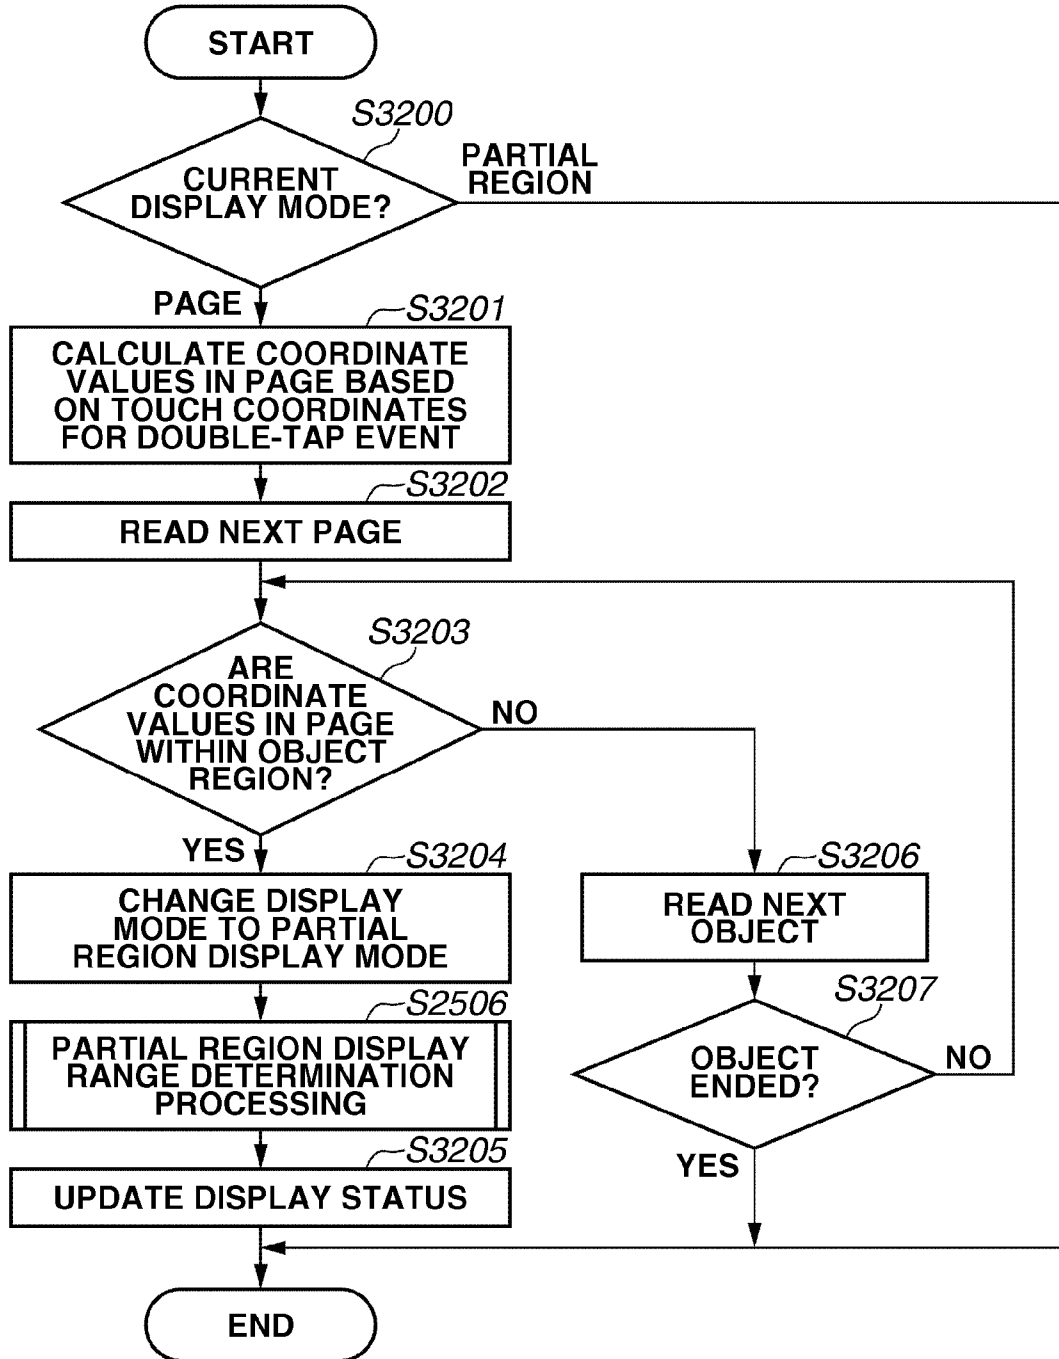 START
S3200
CURRENT
DISPLAY MODE?
PARTIAL
REGION
PAGE
S3201
CALCULATE COORDINATE
VALUES IN PAGE BASED
ON TOUCH COORDINATES
FOR DOUBLE-TAP EVENT
S3202
READ NEXT PAGE
S3203
ARE
COORDINATE
VALUES IN PAGE
WITHIN OBJECT
REGION?
NO
YES
S3204
CHANGE DISPLAY
MODE TO PARTIAL
REGION DISPLAY MODE
S3206
READ NEXT
OBJECT
S2506
PARTIAL REGION DISPLAY
RANGE DETERMINATION
PROCESSING
S3207
OBJECT
ENDED?
NO
YES
S3205
UPDATE DISPLAY STATUS
END